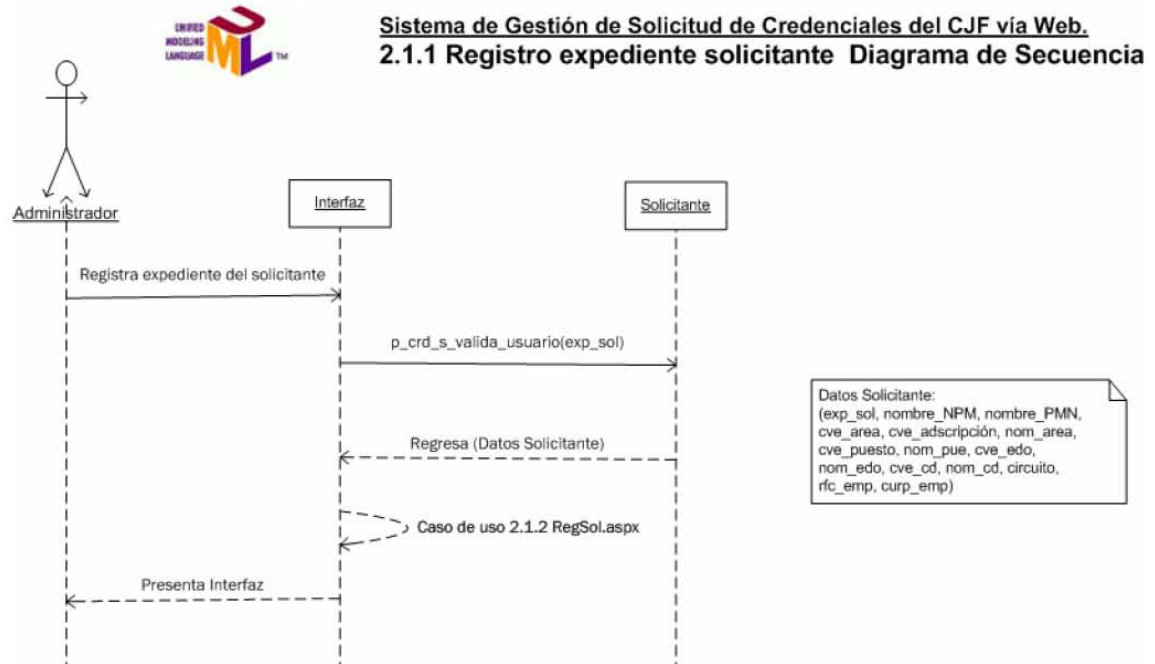 UNIFIED
MODELING
LANGUAGE
UML
TM
Sistema de Gestión de Solicitud de Credenciales del CJF vía Web.
2.1.1 Registro expediente solicitante Diagrama de Secuencia
Administrador
Interfaz
Solicitante
Registra expediente del solicitante
p_crd_s_valida_usuario(exp_sol)
Regresa (Datos Solicitante)
Caso de uso 2.1.2 RegSol.aspx
Presenta Interfaz
Datos Solicitante:
(exp_sol, nombre_NPM, nombre_PMN,
cve_area, cve_adscripción, nom_area,
cve_puesto, nom_pue, cve_edo,
nom_edo, cve_cd, nom_cd, circuito,
rfc_emp, curp_emp)